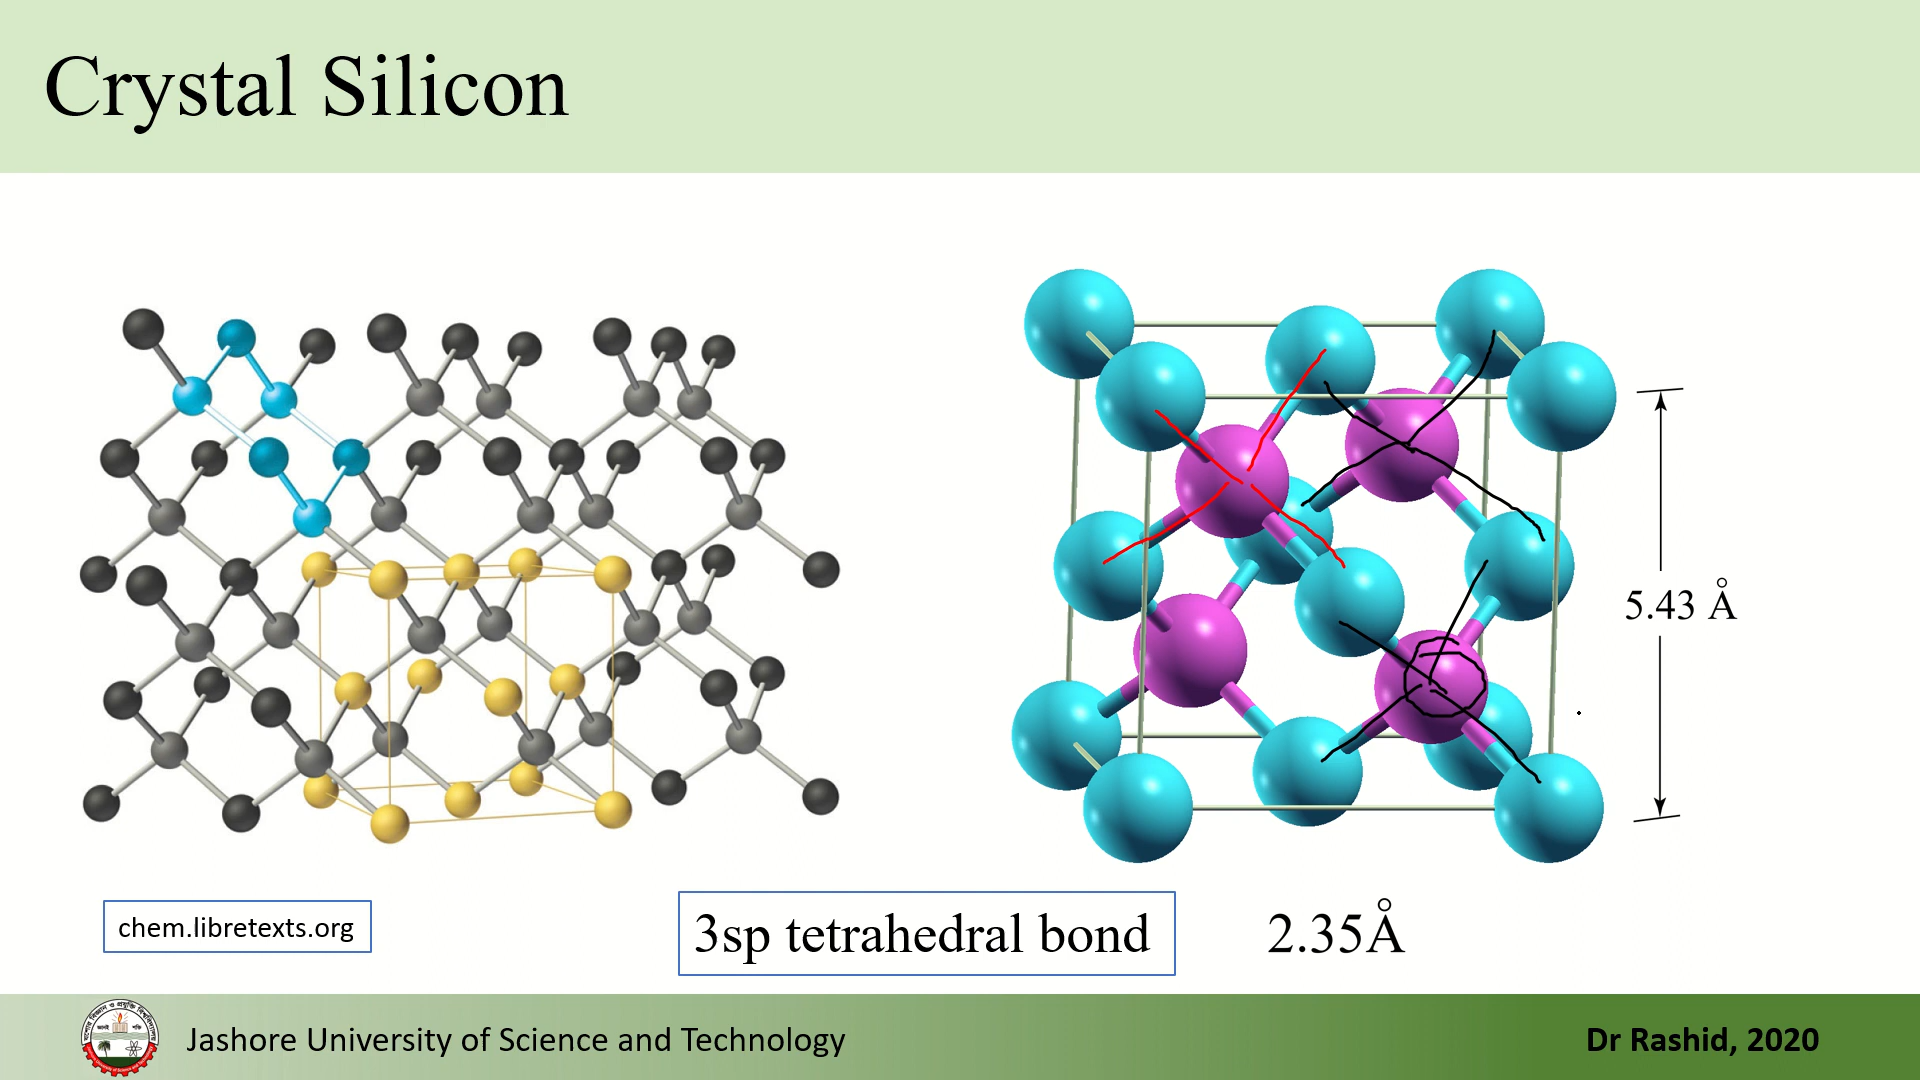 Crystal Silicon
5.43 Å
chem.libretexts.org
3sp tetrahedral bond
2.35Å
Jashore University of Science and Technology
Dr Rashid, 2020